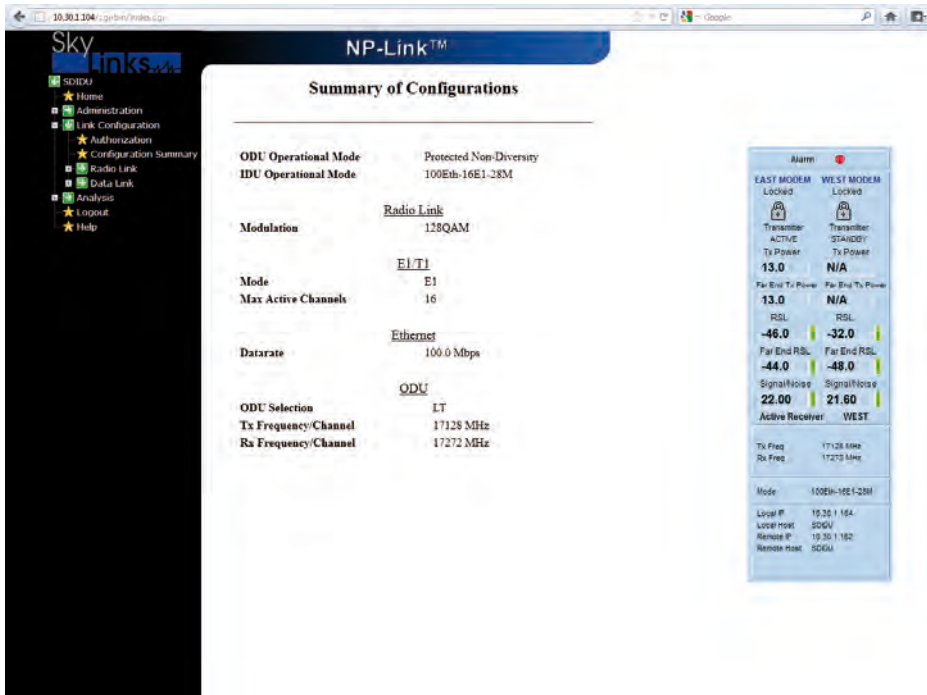 10.30.1.104/cgi-bin/index.cgi
Google
Sky
Links
NP-Link™
SDIDU
Home
Administration
Link Configuration
Authorization
Configuration Summary
Radio Link
Data Link
Analysis
Logout
Help
Summary of Configurations
ODU Operational Mode Protected Non-Diversity
IDU Operational Mode 100Eth-16E1-28M
Radio Link
Modulation 128QAM
E1/T1
Mode E1
Max Active Channels 16
Ethernet
Datarate 100.0 Mbps
ODU
ODU Selection LT
Tx Frequency/Channel 17128 MHz
Rx Frequency/Channel 17272 MHz
Alarm
EAST MODEM WEST MODEM
Locked Locked
Transmitter Transmitter
ACTIVE STANDBY
Tx Power Tx Power
13.0 N/A
Far End Tx Power Far End Tx Power
13.0 N/A
RSL RSL
-46.0 -32.0
Far End RSL Far End RSL
-44.0 -48.0
Signal/Noise Signal/Noise
22.00 21.60
Active Receiver WEST
Tx Freq 17128 MHz
Rx Freq 17272 MHz
Mode 100Eth-16E1-28M
Local IP
Local Host SDIDU
Remote IP
Remote Host SDIDU